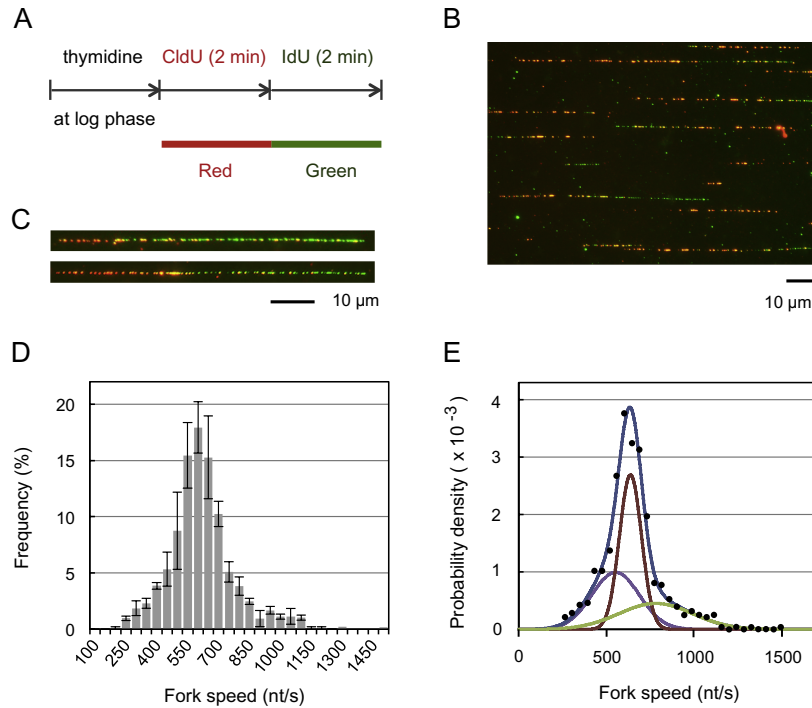 A
thymidine CldU (2 min) IdU (2 min)
at log phase
Red Green
B
10 µm
C
10 µm
D
Frequency (%)
20
15
10
5
0
100 250 400 550 700 850 1000 1150 1300 1450
Fork speed (nt/s)
E
Probability density ( x 10⁻³)
4
3
2
1
0
0 500 1000 1500
Fork speed (nt/s)